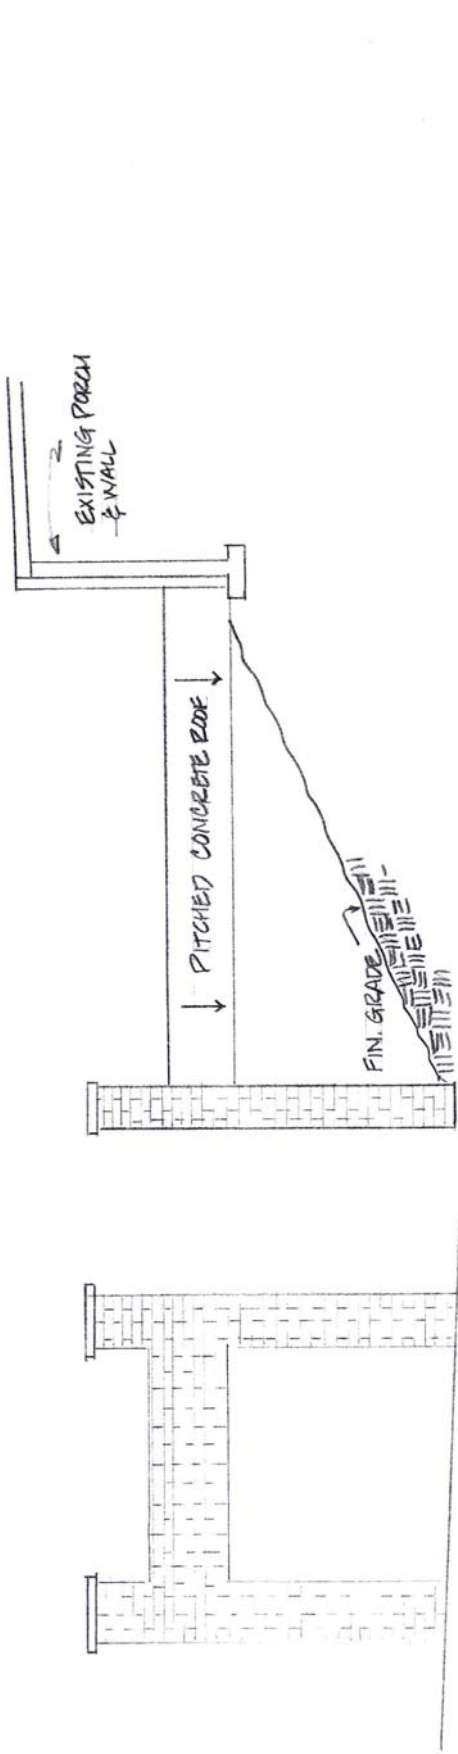 EXISTING PORCH
& WALL
PITCHED CONCRETE ROOF
FIN. GRADE